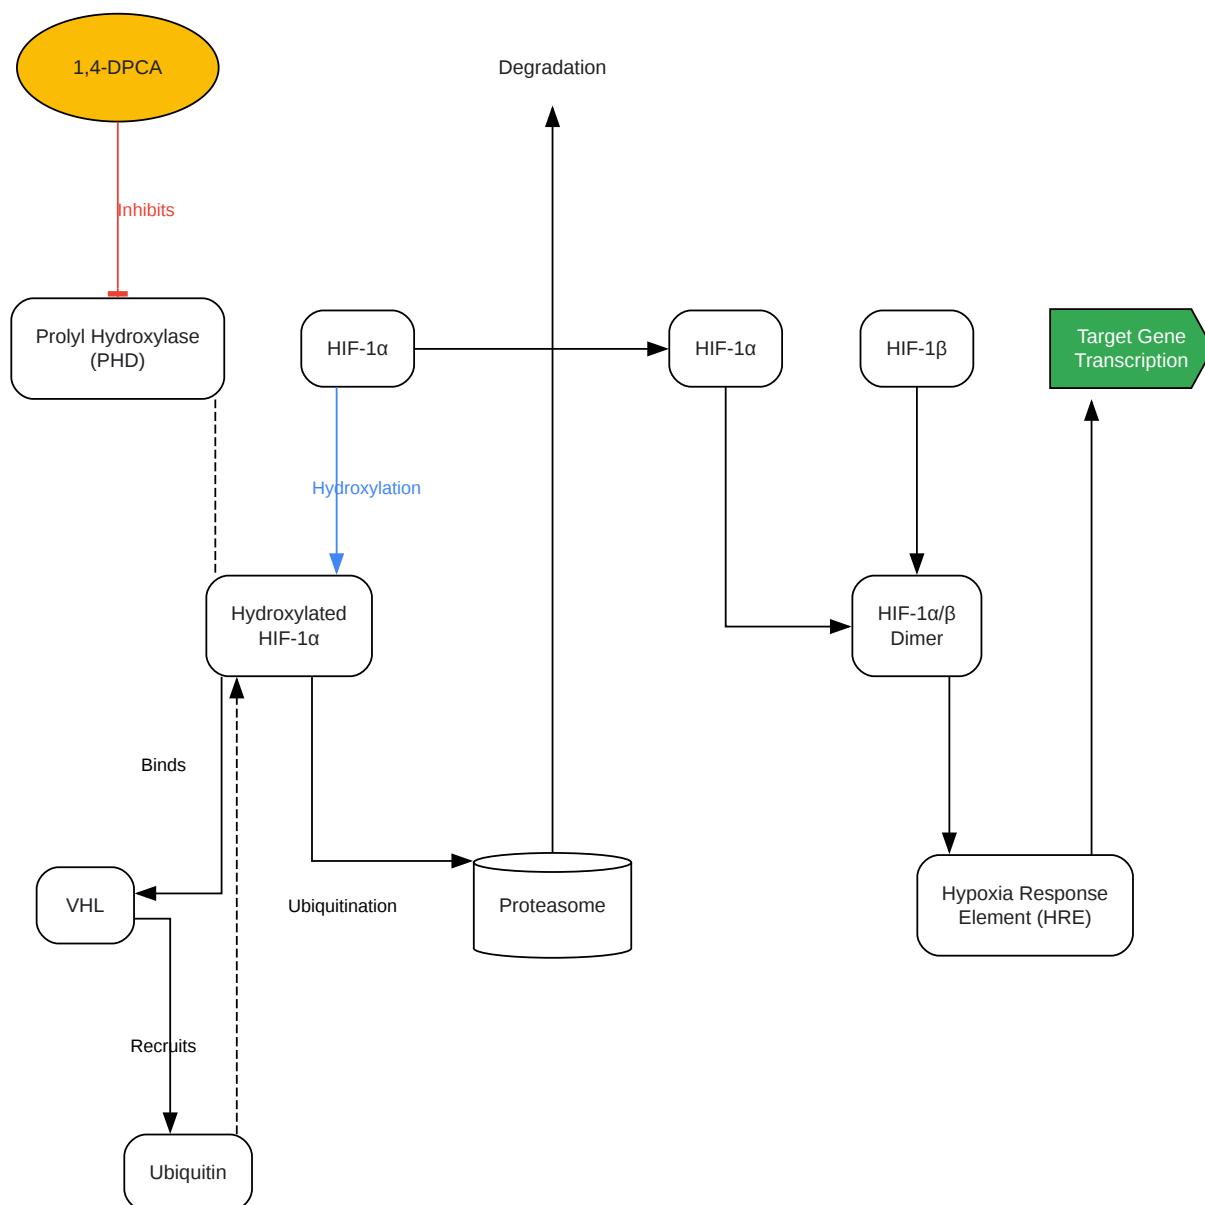 1,4-DPCA
Degradation
Inhibits
Prolyl Hydroxylase
(PHD)
HIF-1α
HIF-1α
HIF-1β
Target Gene
Transcription
Hydroxylation
Hydroxylated
HIF-1α
HIF-1α/β
Dimer
Binds
VHL
Ubiquitination
Proteasome
Hypoxia Response
Element (HRE)
Recruits
Ubiquitin